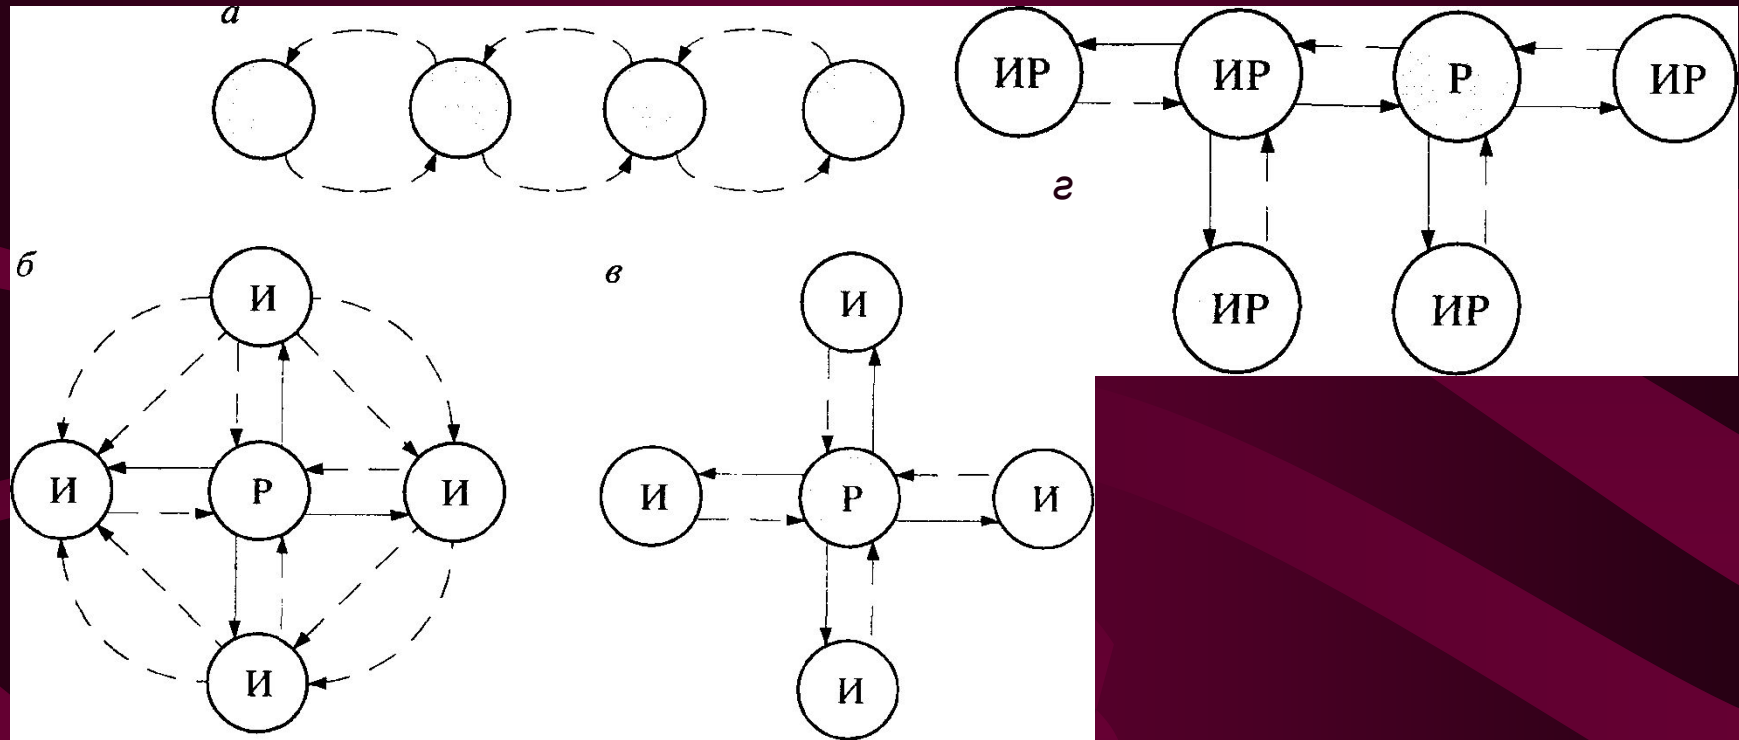 а
ИР ИР Р ИР
г
ИР ИР
б
И
И Р И
И
в
И
И Р И
И